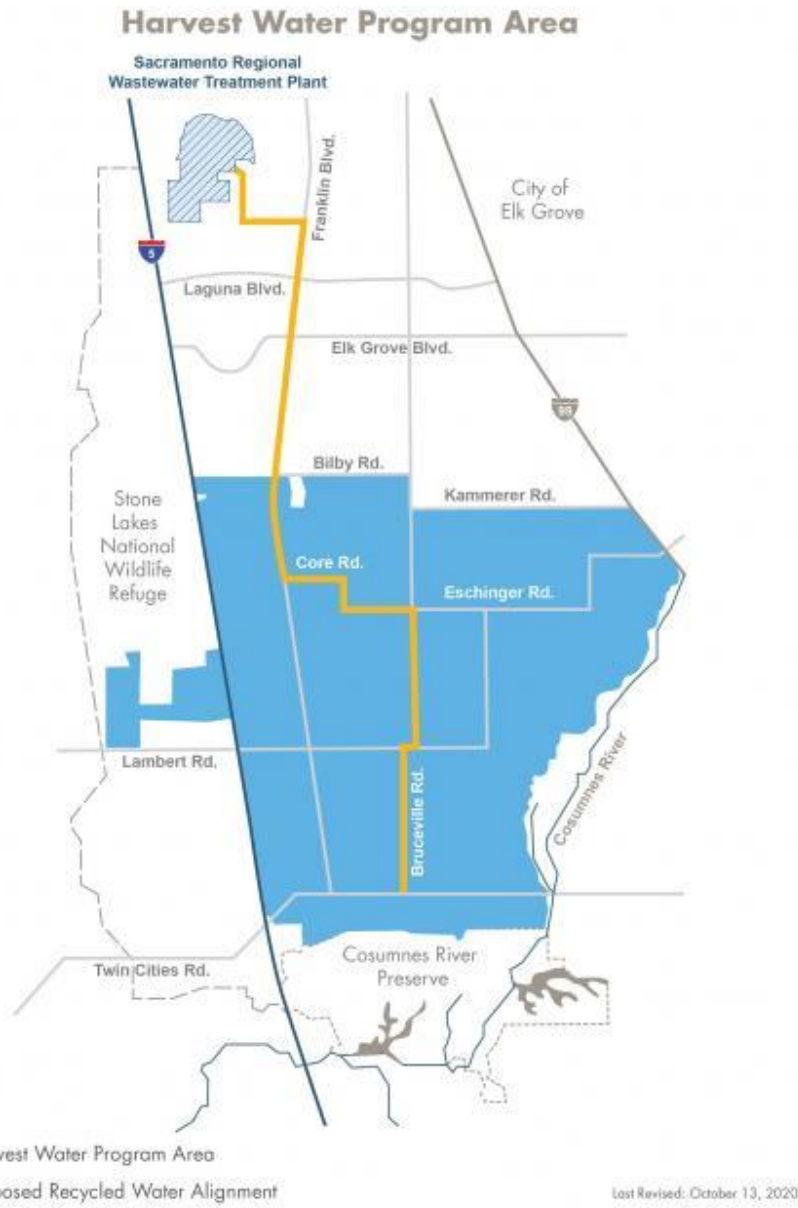 Harvest Water Program Area
Sacramento Regional
Wastewater Treatment Plant
Franklin Blvd.
City of
Elk Grove
5
Laguna Blvd.
Elk Grove Blvd.
99
Bilby Rd.
Kammerer Rd.
Stone
Lakes
National
Wildlife
Refuge
Core Rd.
Eschinger Rd.
Lambert Rd.
Bruceville Rd.
Cosumnes River
Cosumnes River
Preserve
Twin Cities Rd.
vest Water Program Area
osed Recycled Water Alignment
Last Revised: October 13, 2020